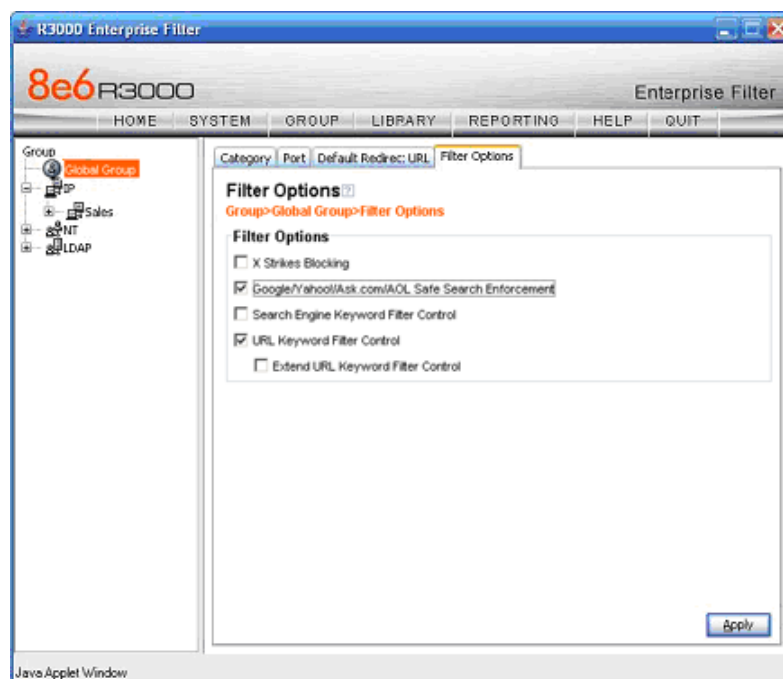 R3000 Enterprise Filter
8e6 R3000
Enterprise Filter
HOME SYSTEM GROUP LIBRARY REPORTING HELP QUIT
Group
Global Group
IP
Sales
NT
LDAP
Category Port Default Redirec: URL Filter Options
Filter Options ?
Group>Global Group>Filter Options
Filter Options
X Strikes Blocking
Google/Yahoo!/Ask.com/AOL Safe Search Enforcement
Search Engine Keyword Filter Control
URL Keyword Filter Control
Extend URL Keyword Filter Control
Apply
Java Applet Window